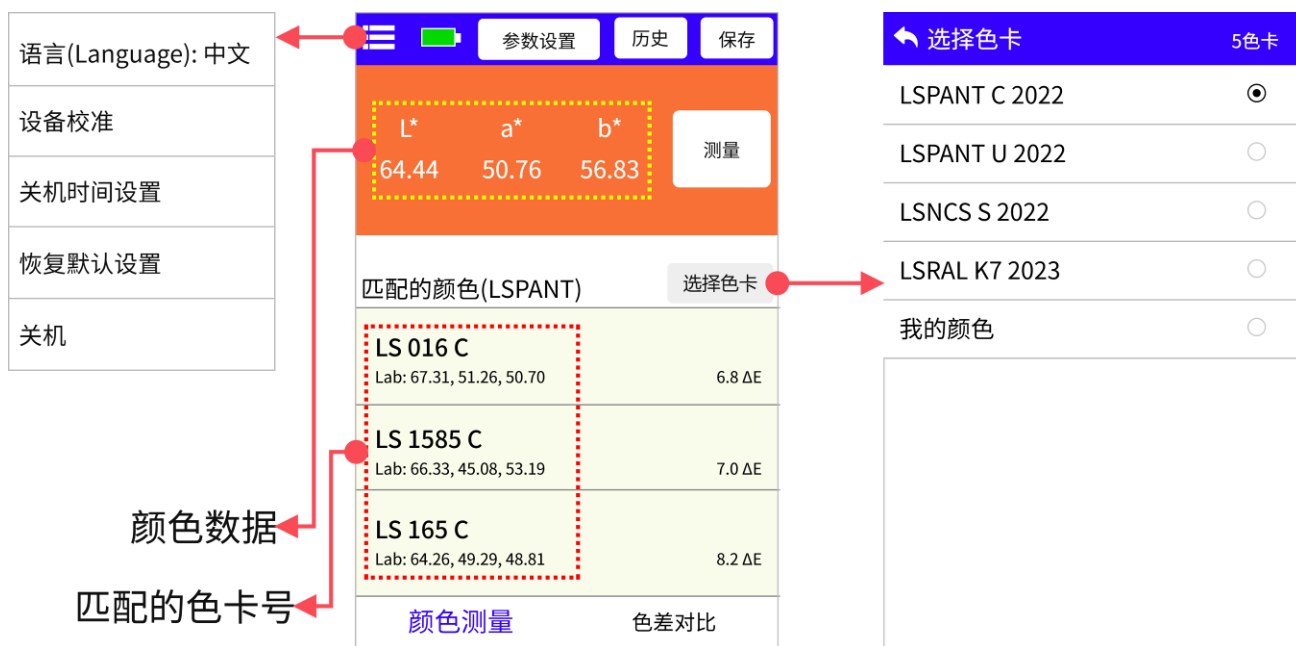 语言(Language): 中文
设备校准
关机时间设置
恢复默认设置
关机
颜色数据
匹配的色卡号
参数设置
历史
保存
L* a* b*
64.44 50.76 56.83
测量
匹配的颜色(LSPANT)
选择色卡
LS 016 C
Lab: 67.31, 51.26, 50.70
6.8 ΔE
LS 1585 C
Lab: 66.33, 45.08, 53.19
7.0 ΔE
LS 165 C
Lab: 64.26, 49.29, 48.81
8.2 ΔE
颜色测量
色差对比
选择色卡
5色卡
LSPANT C 2022
LSPANT U 2022
LSNCS S 2022
LSRAL K7 2023
我的颜色